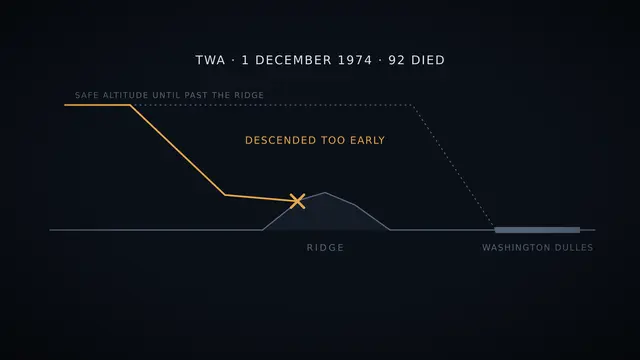 TWA · 1 DECEMBER 1974 · 92 DIED
SAFE ALTITUDE UNTIL PAST THE RIDGE
DESCENDED TOO EARLY
RIDGE
WASHINGTON DULLES